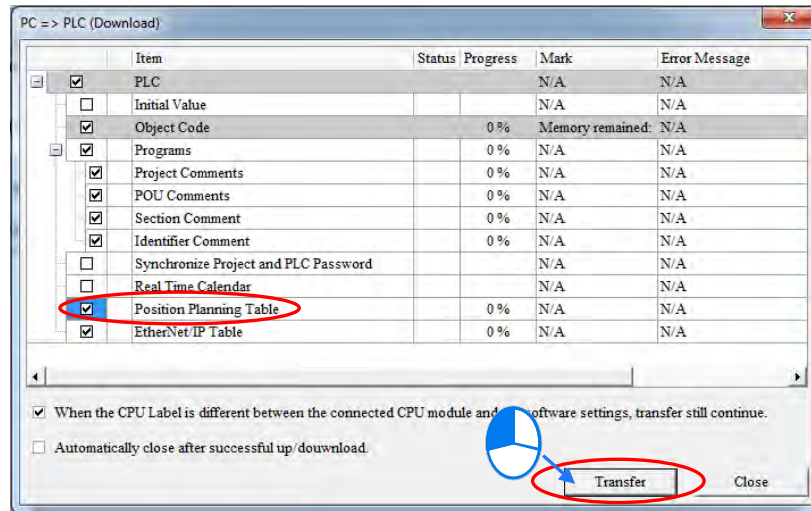 PC => PLC (Download)
Item Status Progress Mark Error Message
PLC N/A N/A
Initial Value N/A N/A
Object Code 0 % Memory remained: N/A
Programs 0 % N/A N/A
Project Comments 0 % N/A N/A
POU Comments 0 % N/A N/A
Section Comment 0 % N/A N/A
Identifier Comment 0 % N/A N/A
Synchronize Project and PLC Password N/A N/A
Real Time Calendar N/A N/A
Position Planning Table 0 % N/A N/A
EtherNet/IP Table 0 % N/A N/A
When the CPU Label is different between the connected CPU module and software settings, transfer still continue.
Automatically close after successful up/douwnload.
Transfer Close